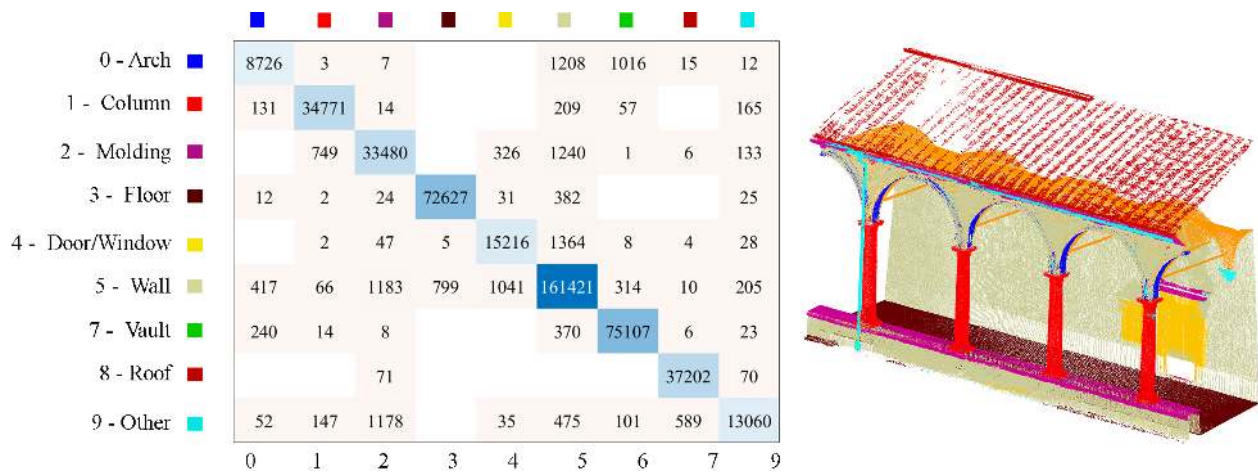 0 - Arch 8726 3 7 1208 1016 15 12
1 - Column 131 34771 14 209 57 165
2 - Molding 749 33480 326 1240 1 6 133
3 - Floor 12 2 24 72627 31 382 25
4 - Door/Window 2 47 5 15216 1364 8 4 28
5 - Wall 417 66 1183 799 1041 161421 314 10 205
7 - Vault 240 14 8 370 75107 6 23
8 - Roof 71 37202 70
9 - Other 52 147 1178 35 475 101 589 13060
0 1 2 3 4 5 6 7 9